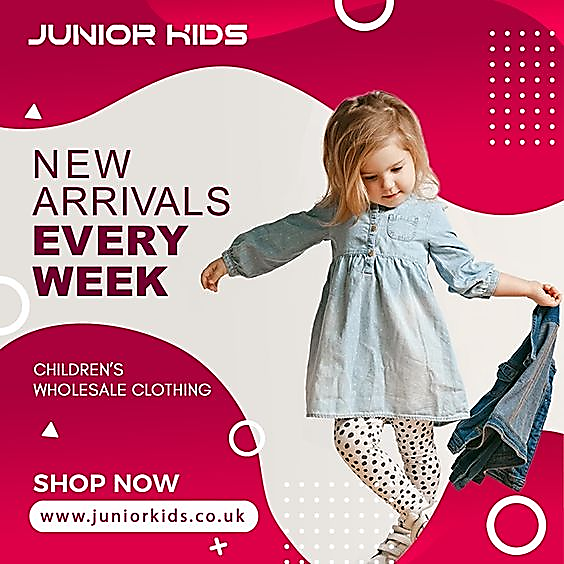 JUNIOR KIDS
NEW
ARRIVALS
EVERY
WEEK
CHILDREN'S
WHOLESALE CLOTHING
SHOP NOW
www.juniorkids.co.uk